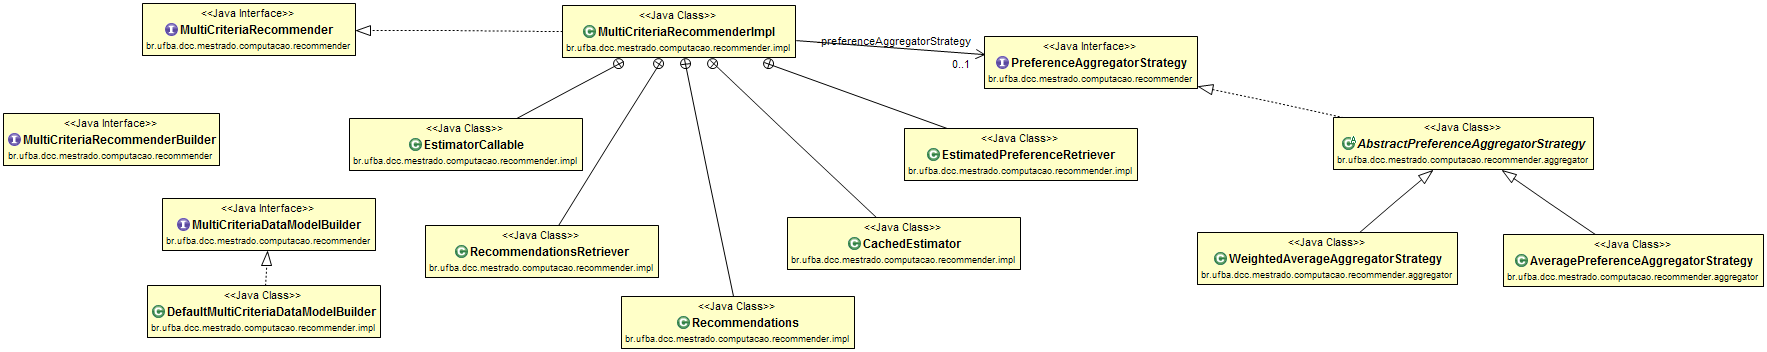 <<Java Interface>>
MultiCriteriaRecommender
br.ufba.dcc.mestrado.computacao.recommender
<<Java Class>>
MultiCriteriaRecommenderImpl
br.ufba.dcc.mestrado.computacao.recommender.impl
preferenceAggregatorStrategy
0..1
<<Java Interface>>
PreferenceAggregatorStrategy
br.ufba.dcc.mestrado.computacao.recommender
<<Java Interface>>
MultiCriteriaRecommenderBuilder
br.ufba.dcc.mestrado.computacao.recommender
<<Java Class>>
EstimatorCallable
br.ufba.dcc.mestrado.computacao.recommender.impl
<<Java Class>>
EstimatedPreferenceRetriever
br.ufba.dcc.mestrado.computacao.recommender.impl
<<Java Class>>
AbstractPreferenceAggregatorStrategy
br.ufba.dcc.mestrado.computacao.recommender.aggregator
<<Java Interface>>
MultiCriteriaDataModelBuilder
br.ufba.dcc.mestrado.computacao.recommender
<<Java Class>>
RecommendationsRetriever
br.ufba.dcc.mestrado.computacao.recommender.impl
<<Java Class>>
CachedEstimator
br.ufba.dcc.mestrado.computacao.recommender.impl
<<Java Class>>
WeightedAverageAggregatorStrategy
br.ufba.dcc.mestrado.computacao.recommender.aggregator
<<Java Class>>
AveragePreferenceAggregatorStrategy
br.ufba.dcc.mestrado.computacao.recommender.aggregator
<<Java Class>>
DefaultMultiCriteriaDataModelBuilder
br.ufba.dcc.mestrado.computacao.recommender.impl
<<Java Class>>
Recommendations
br.ufba.dcc.mestrado.computacao.recommender.impl